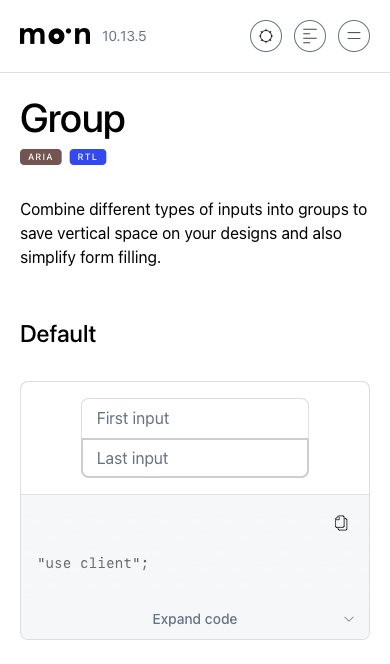 moon 10.13.5
Group
ARIA RTL
Combine different types of inputs into groups to
save vertical space on your designs and also
simplify form filling.
Default
First input
Last input
"use client";
Expand code